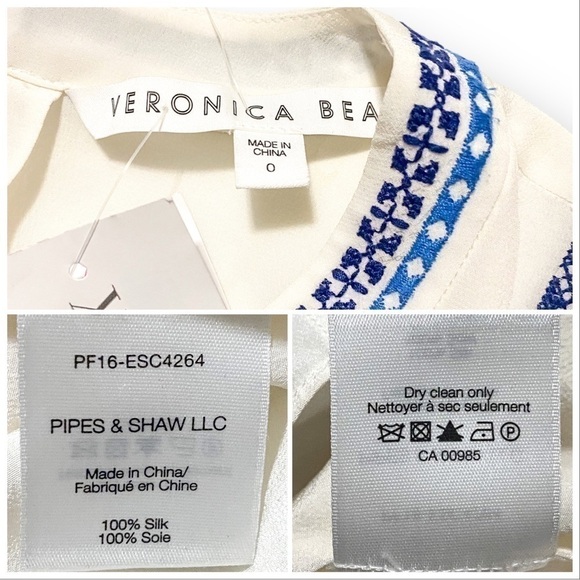 VERONICA BEA
MADE IN
CHINA
0
PF16-ESC4264
PIPES & SHAW LLC
Made in China/
Fabriqué en Chine
100% Silk
100% Soie
Dry clean only
Nettoyer à sec seulement
CA 00985